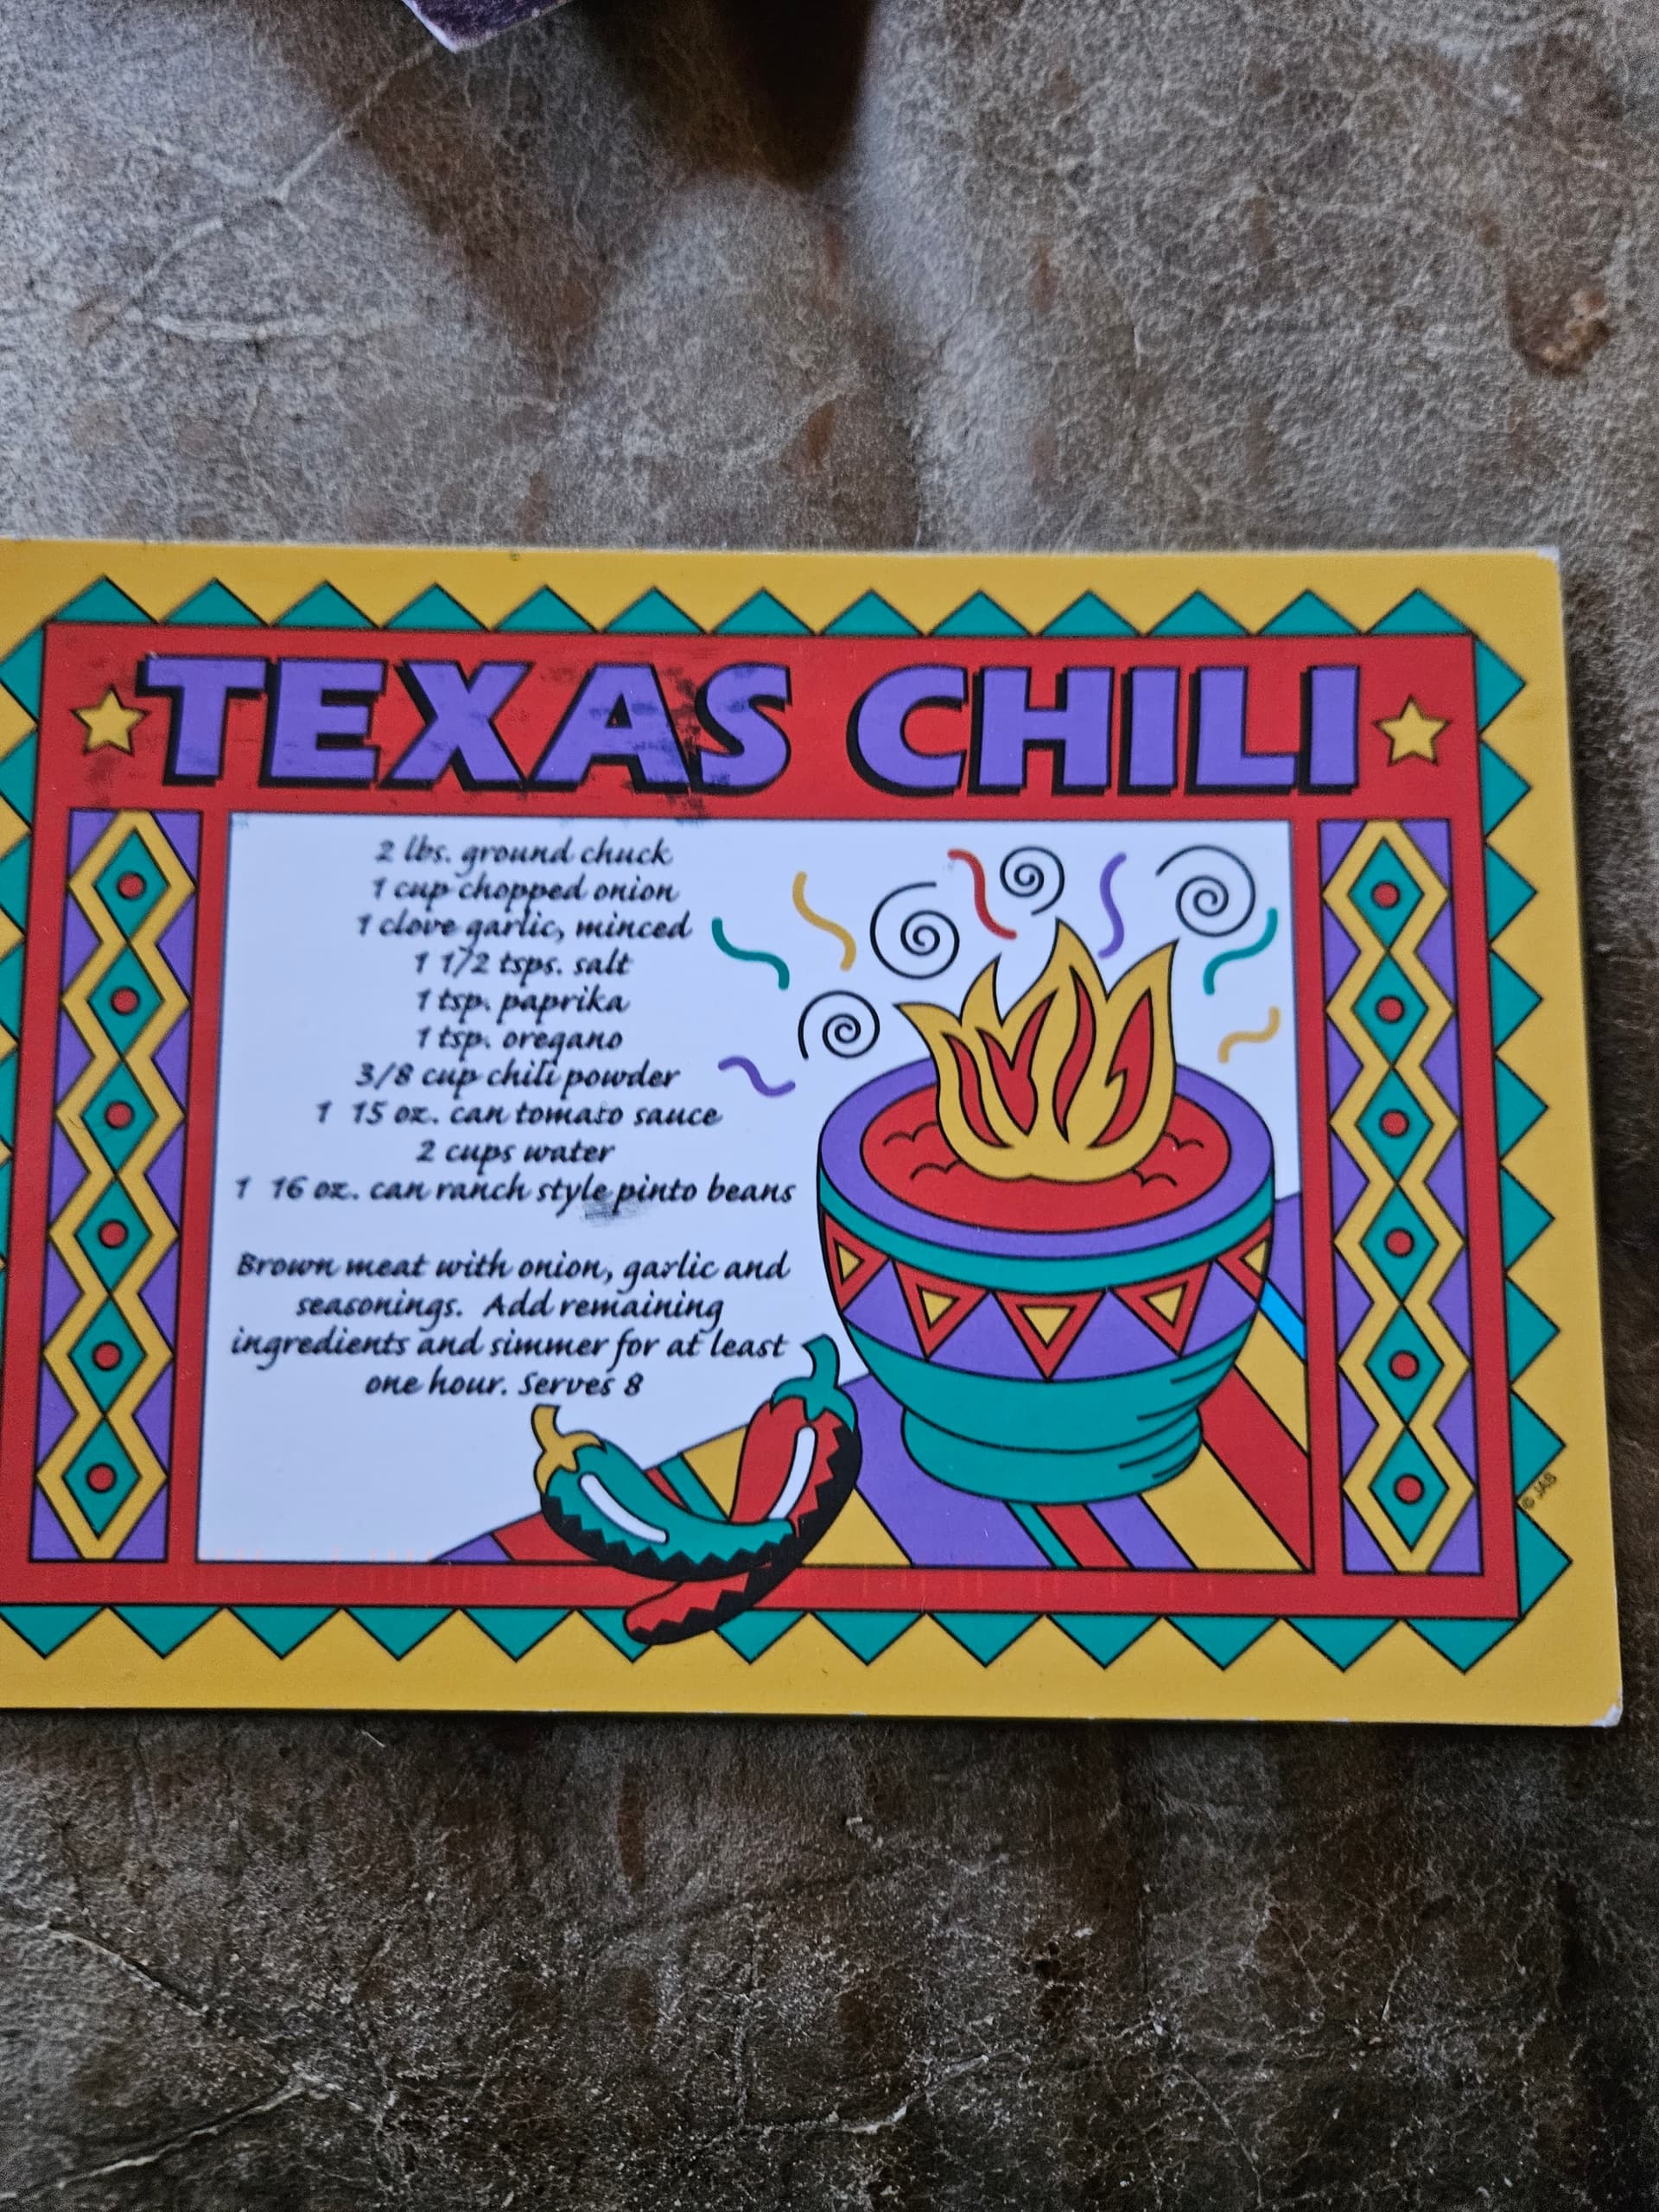 TEXAS CHILI
2 lbs. ground chuck
1 cup chopped onion
1 clove garlic, minced
1 1/2 tsps. salt
1 tsp. paprika
1 tsp. oregano
3/8 cup chili powder
1 15 oz. can tomato sauce
2 cups water
1 16 oz. can ranch style pinto beans
Brown meat with onion, garlic and
seasonings. Add remaining
ingredients and simmer for at least
one hour. Serves 8
© JAS